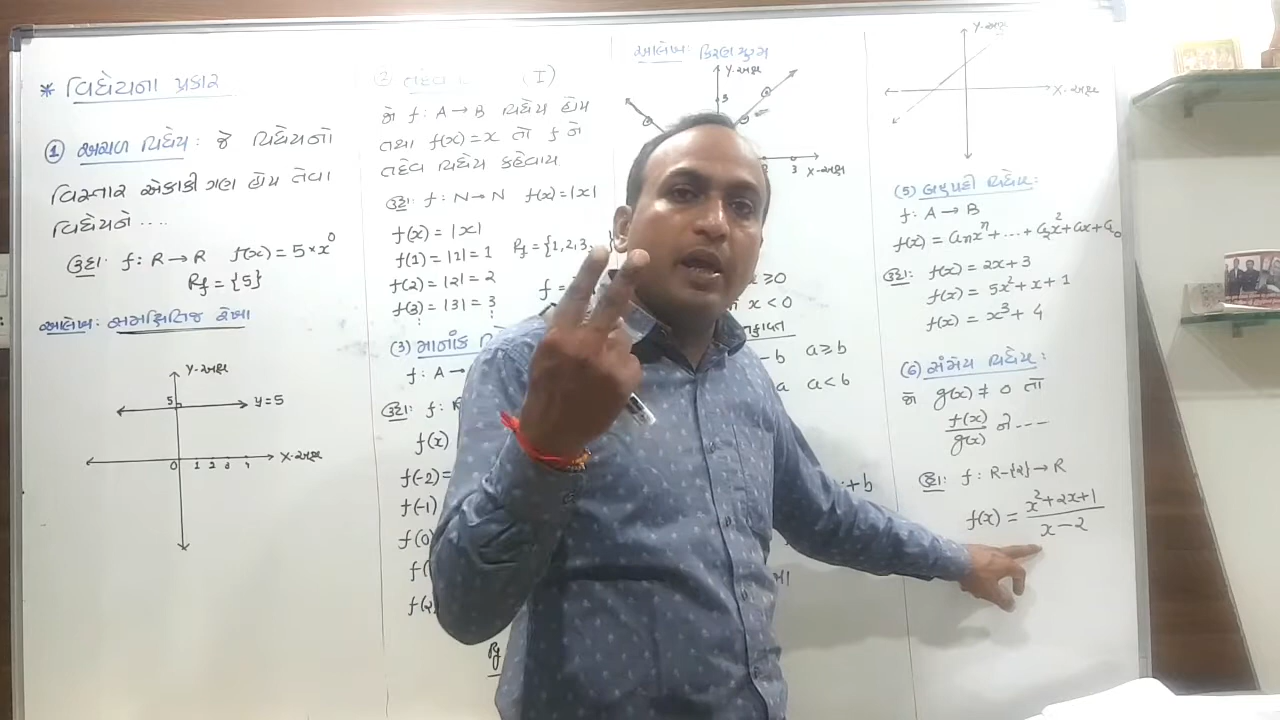 * વિધેયના પ્રકાર
① અચળ વિધેય : જે વિધેયનો
વિસ્તાર એકાકી ગણ હોય તેવા
વિધેયને ....
ઉદા: f : R → R f(x) = 5 * x⁰
Rf = {5}
આલેખ: સમક્ષિતિજ રેખા
Y-અક્ષ
5
y=5
X-અક્ષ
0 1 2 3 4
② તદેવ (I)
જો f : A → B વિધેય હોય
તથા f(x) = x તો f ને
તદેવ વિધેય કહેવાય
ઉદા: f : N → N f(x) = |x|
f(x) = |x|
f(1) = |1| = 1 Rf = {1,2,3,
f(2) = |2| = 2
f(3) = |3| = 3
(3) માનાંક
f : A →
ઉદા: f :
f(x)
f(-2) =
f(-1)
f(0)
Rf
આલેખ: કિરણ યુગ્મ
Y-અક્ષ
3
3 X-અક્ષ
x ≥ 0
x < 0
-b a ≥ b
a a < b
+ b
Y-અક્ષ
X-અક્ષ
(5) બહુપદી વિધેય:
f : A → B
f(x) = aₙxⁿ + ... + a₂x² + a₁x + a₀
ઉદા: f(x) = 2x + 3
f(x) = 5x² + x + 1
f(x) = x³ + 4
(6) સંમેય વિધેય:
જો g(x) ≠ 0 તો
f(x)/g(x) ને ----
ઉદા: f : R-{2} → R
f(x) = x²+2x+1 / x-2